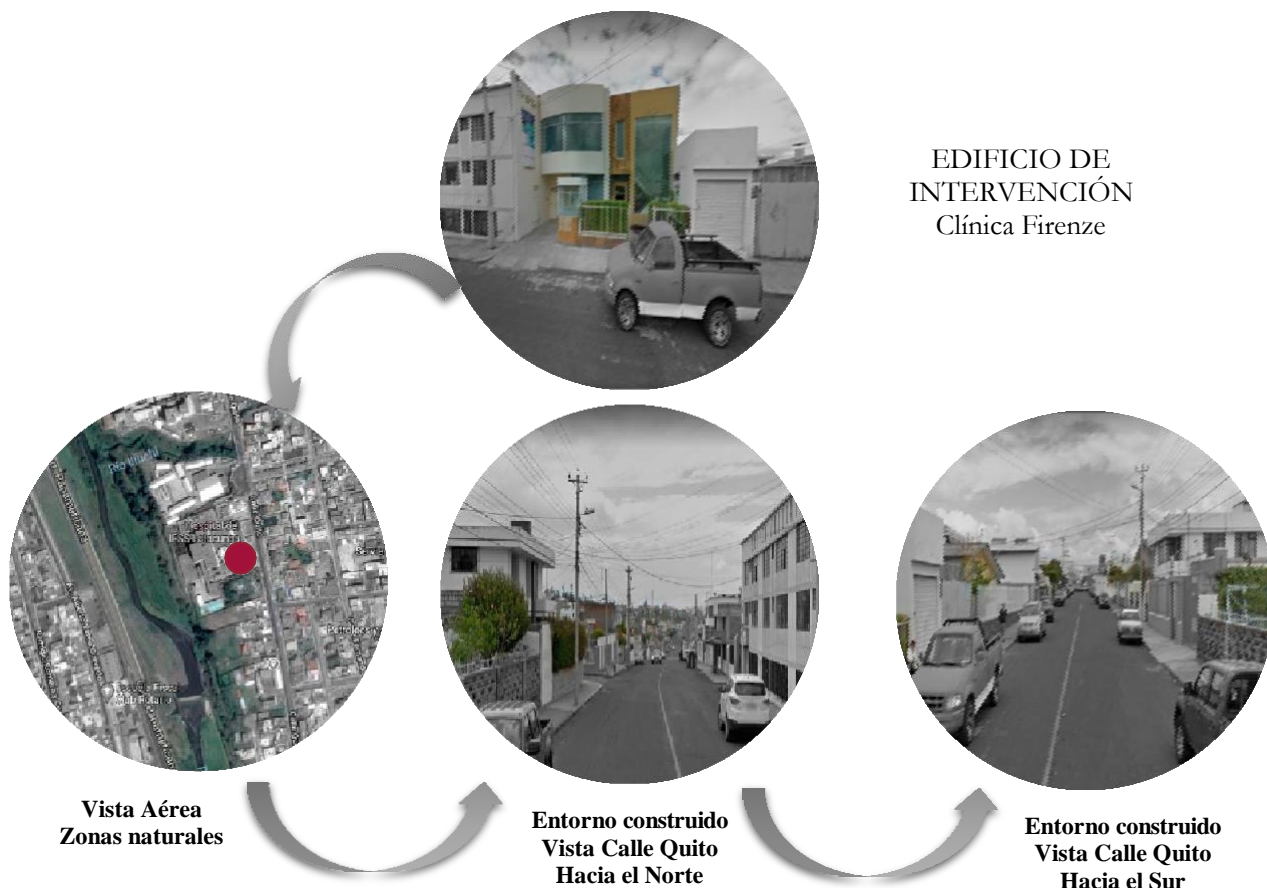 EDIFICIO DE
INTERVENCIÓN
Clínica Firenze
Vista Aérea
Zonas naturales
Entorno construido
Vista Calle Quito
Hacia el Norte
Entorno construido
Vista Calle Quito
Hacia el Sur